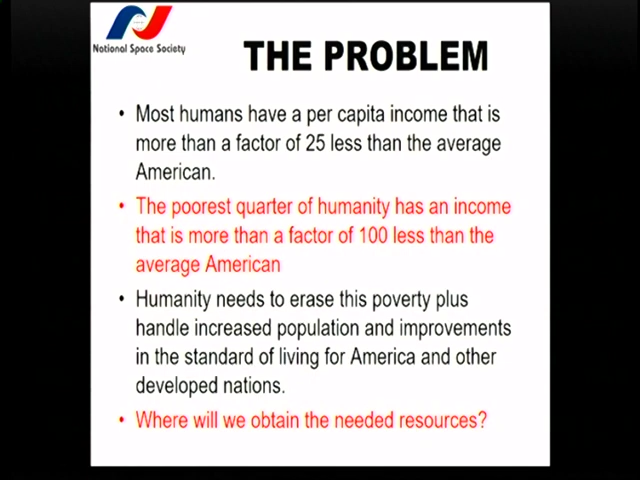 National Space Society
THE PROBLEM
• Most humans have a per capita income that is
more than a factor of 25 less than the average
American.
• The poorest quarter of humanity has an income
that is more than a factor of 100 less than the
average American
• Humanity needs to erase this poverty plus
handle increased population and improvements
in the standard of living for America and other
developed nations.
• Where will we obtain the needed resources?